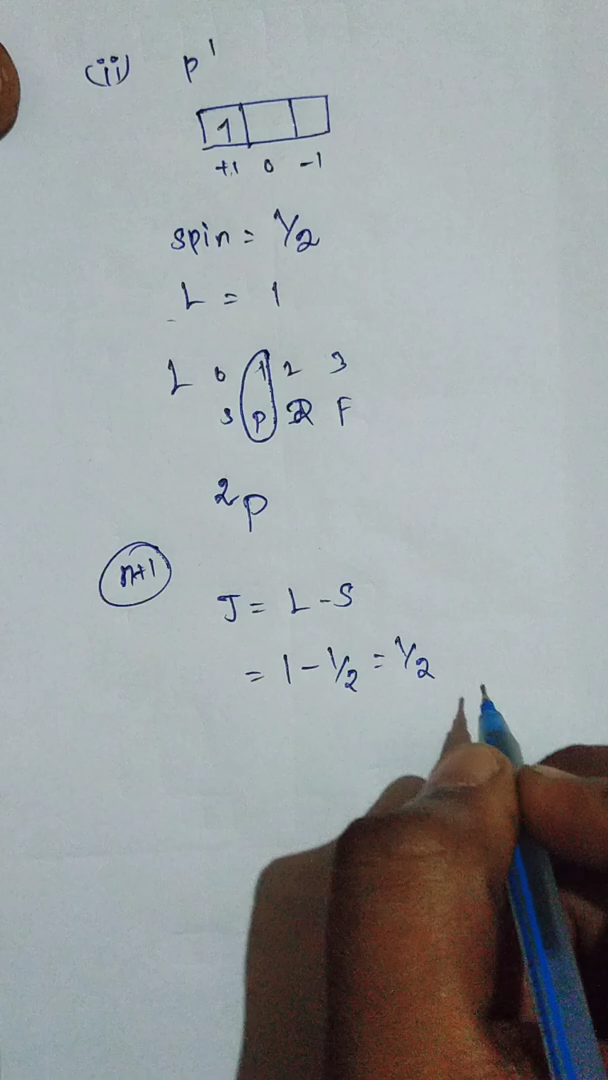 (ii) p¹
1
+1 0 -1
spin = 1/2
L = 1
L 0 1 2 3
S P D F
²P
n+1
J = L - S
= 1 - 1/2 = 1/2